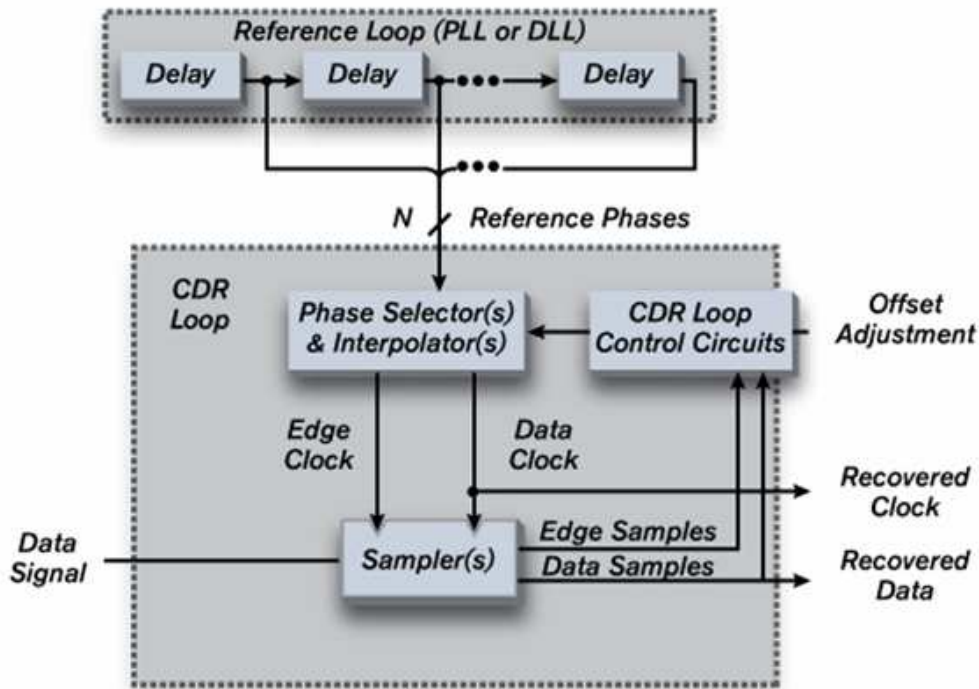 Reference Loop (PLL or DLL)
Delay
Delay
Delay
N
Reference Phases
CDR
Loop
Phase Selector(s)
& Interpolator(s)
CDR Loop
Control Circuits
Offset
Adjustment
Edge
Clock
Data
Clock
Recovered
Clock
Data
Signal
Sampler(s)
Edge Samples
Data Samples
Recovered
Data